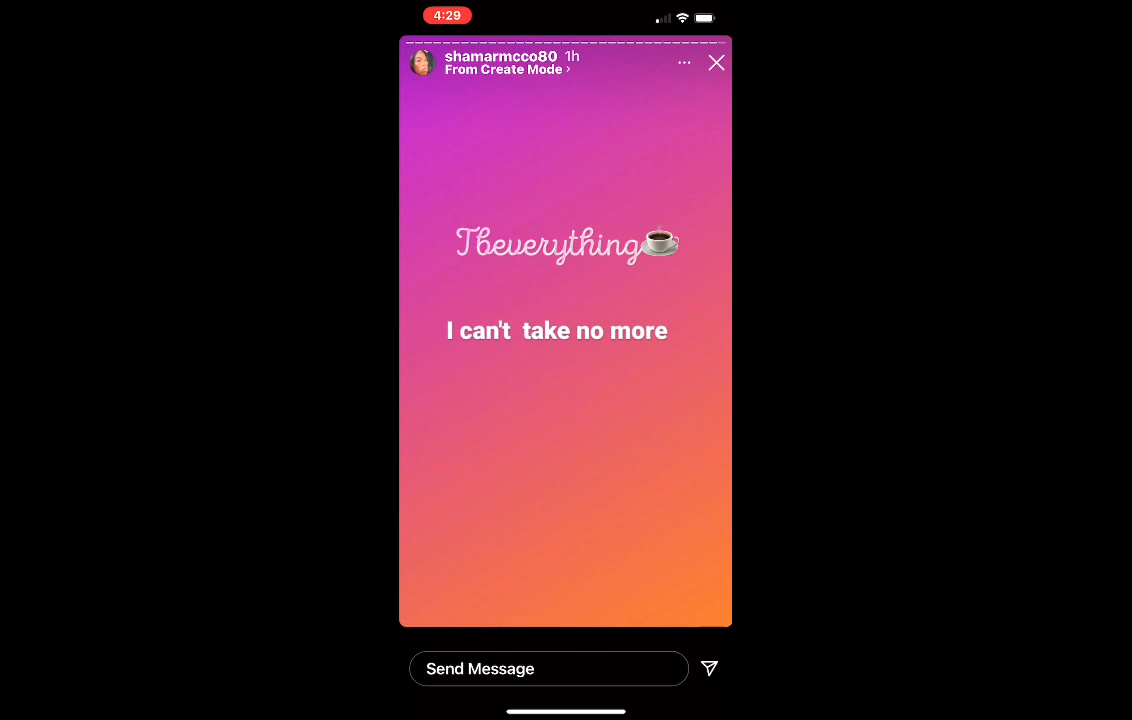 4:29
shamarmcco80 1h
From Create Mode ›
Tbeverything☕
I can't  take no more
Send Message